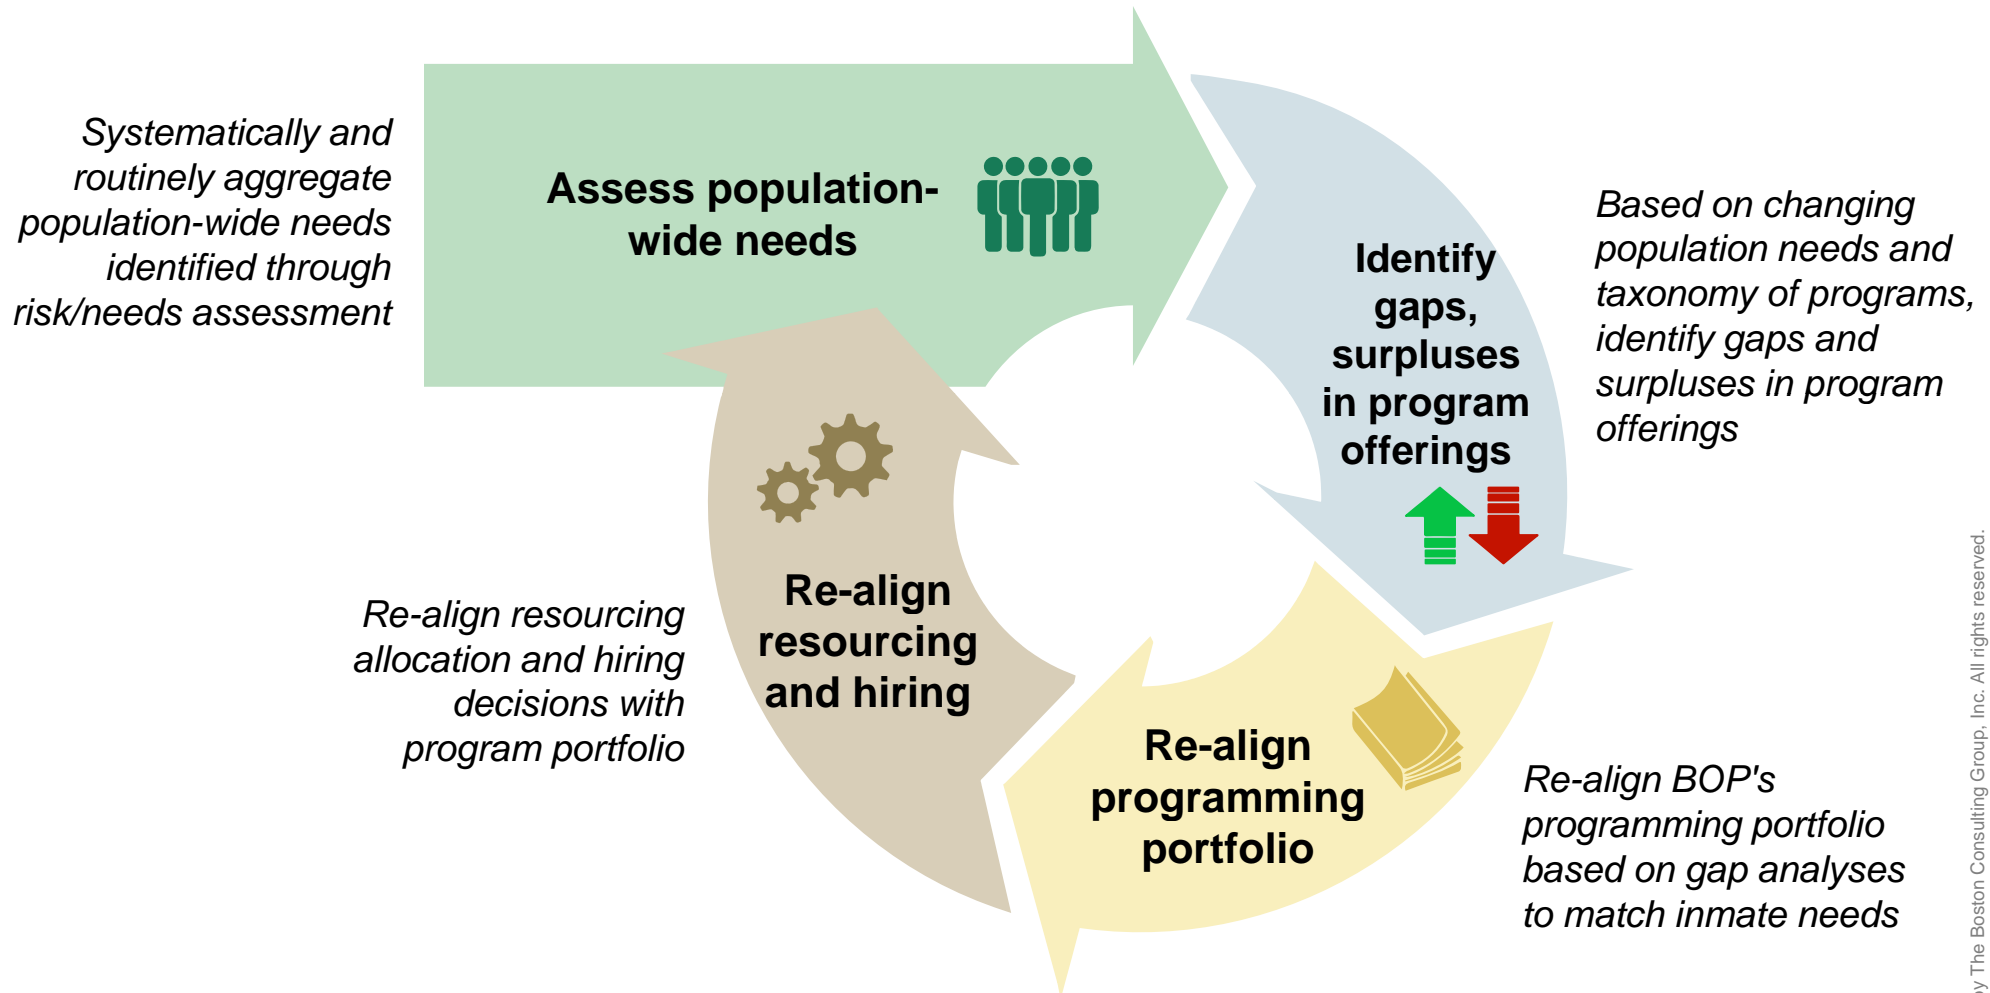 Systematically and
routinely aggregate
population-wide needs
identified through
risk/needs assessment
Assess population-
wide needs
Identify
gaps,
surpluses
in program
offerings
Based on changing
population needs and
taxonomy of programs,
identify gaps and
surpluses in program
offerings
Re-align
resourcing
and hiring
Re-align resourcing
allocation and hiring
decisions with
program portfolio
Re-align
programming
portfolio
Re-align BOP's
programming portfolio
based on gap analyses
to match inmate needs
by The Boston Consulting Group, Inc. All rights reserved.